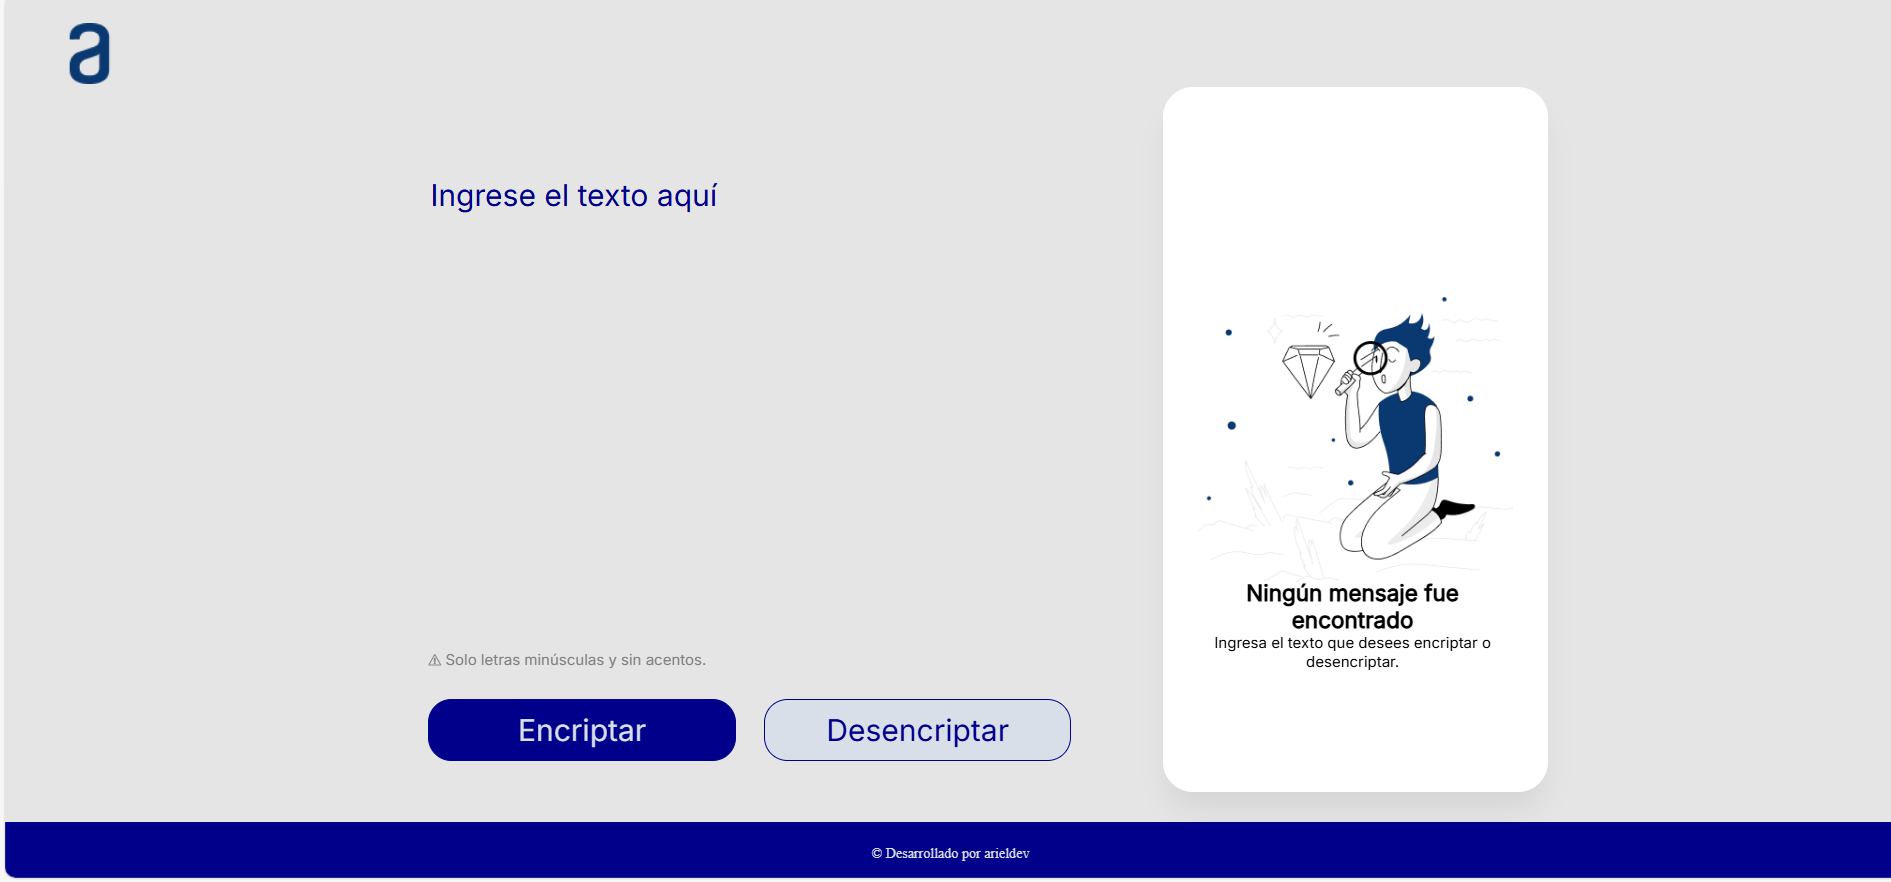 a
Ingrese el texto aquí
⚠ Solo letras minúsculas y sin acentos.
Encriptar
Desencriptar
Ningún mensaje fue
encontrado
Ingresa el texto que desees encriptar o
desencriptar.
© Desarrollado por arieldev